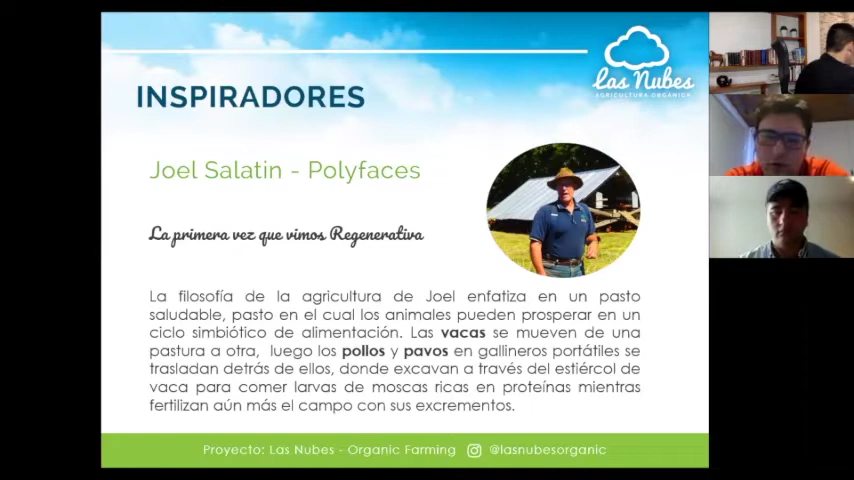 Las Nubes
AGRICULTURA ORGANICA
INSPIRADORES
Joel Salatin - Polyfaces
La primera vez que vimos Regenerativa
La filosofía de la agricultura de Joel enfatiza en un pasto
saludable, pasto en el cual los animales pueden prosperar en un
ciclo simbiótico de alimentación. Las vacas se mueven de una
pastura a otra, luego los pollos y pavos en gallineros portátiles se
trasladan detrás de ellos, donde excavan a través del estiércol de
vaca para comer larvas de moscas ricas en proteínas mientras
fertilizan aún más el campo con sus excrementos.
Proyecto: Las Nubes - Organic Farming @lasnubesorganic